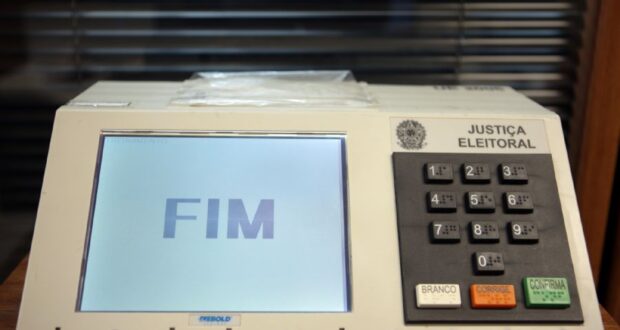 JUSTIÇA
ELEITORAL
FIM
1 2 3
4 5 6
7 8 9
0
BRANCO CORRIGE CONFIRMA